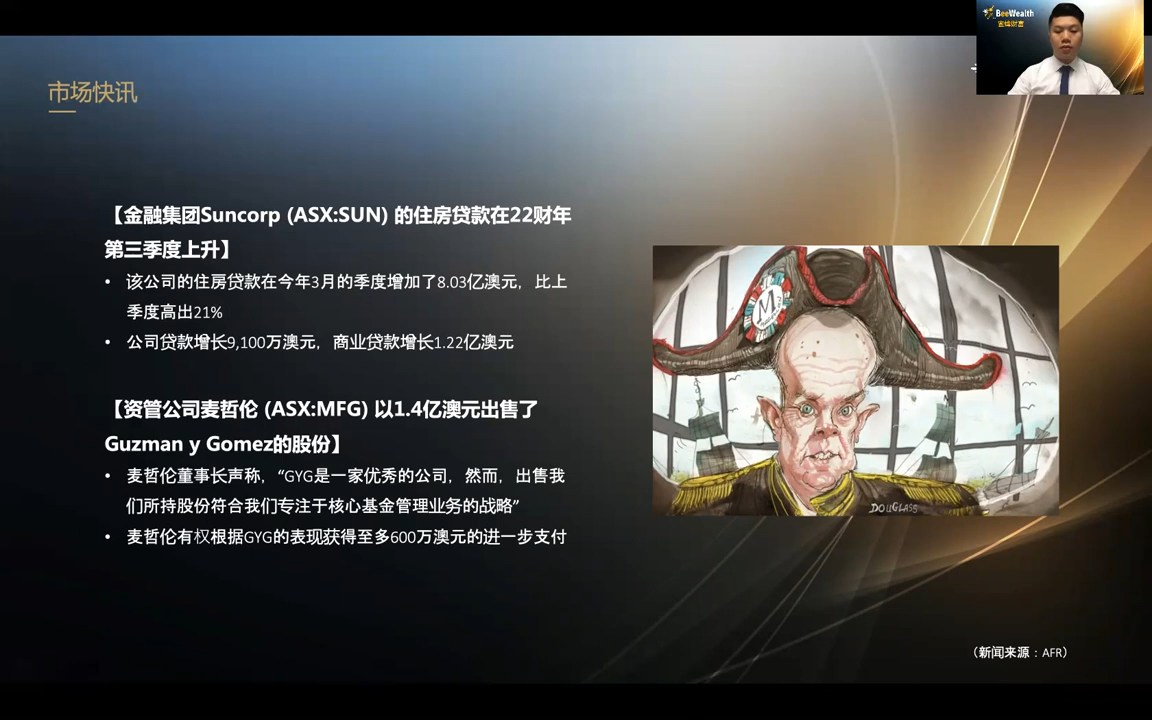 BeeWealth
市场快讯
【金融集团Suncorp (ASX:SUN) 的住房贷款在22财年
第三季度上升】
• 该公司的住房贷款在今年3月的季度增加了8.03亿澳元，比上
季度高出21%
• 公司贷款增长9,100万澳元，商业贷款增长1.22亿澳元
【资管公司麦哲伦 (ASX:MFG) 以1.4亿澳元出售了
Guzman y Gomez的股份】
• 麦哲伦董事长声称，“GYG是一家优秀的公司，然而，出售我
们所持股份符合我们专注于核心基金管理业务的战略”
• 麦哲伦有权根据GYG的表现获得至多600万澳元的进一步支付
M
DOUGLASS
（新闻来源：AFR）